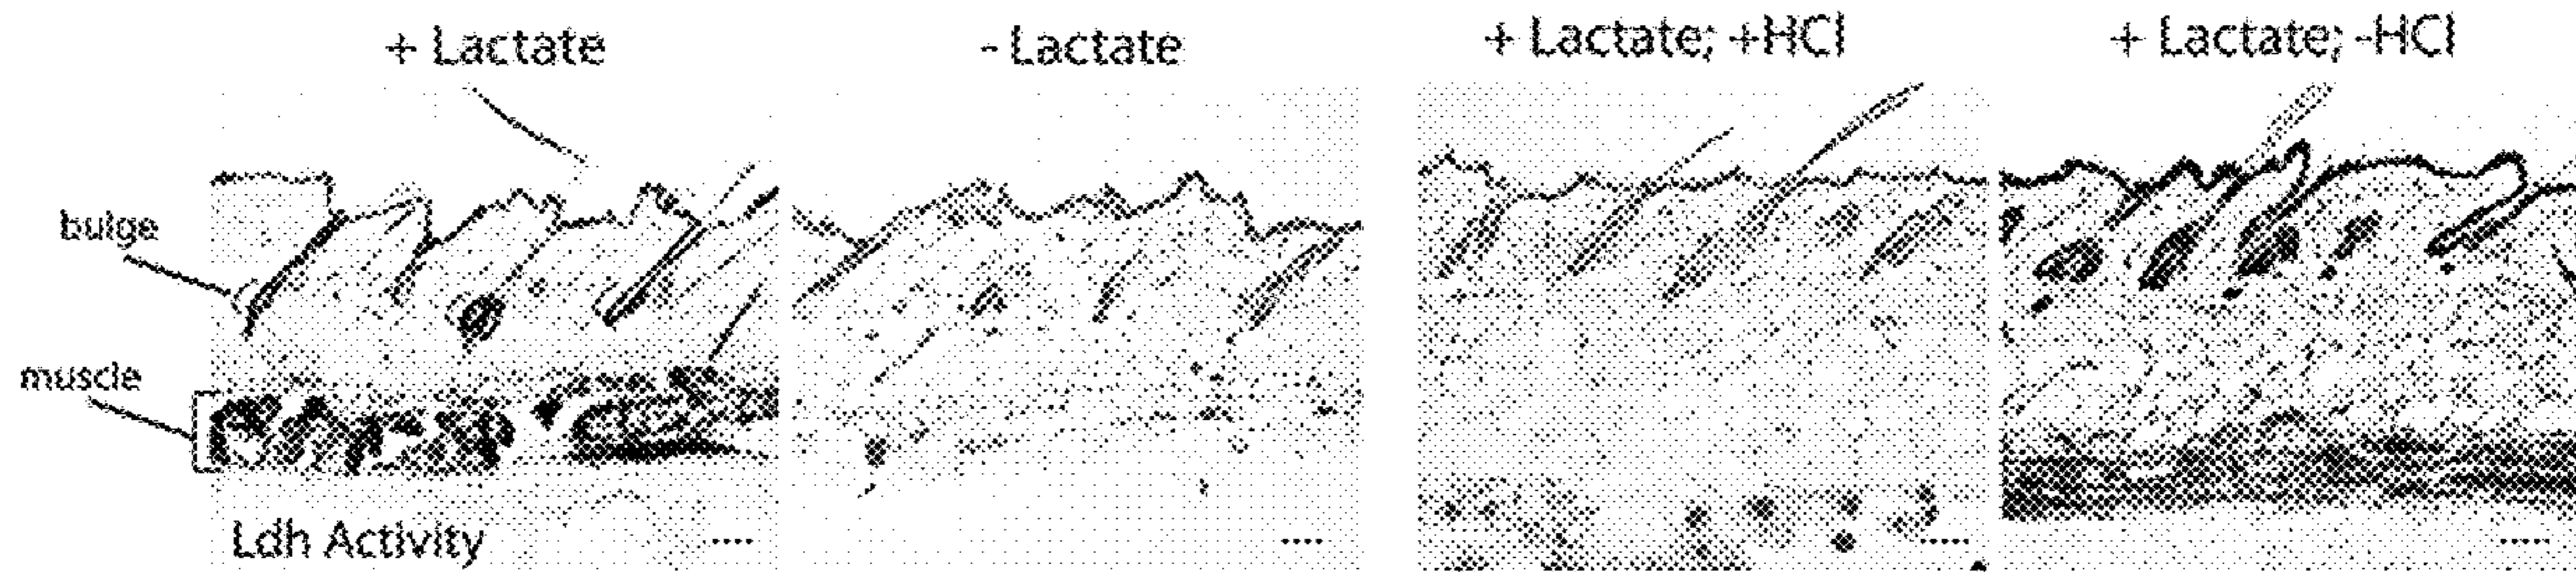 + Lactate
- Lactate
+ Lactate; +HCl
+ Lactate; -HCl
bulge
muscle
Ldh Activity